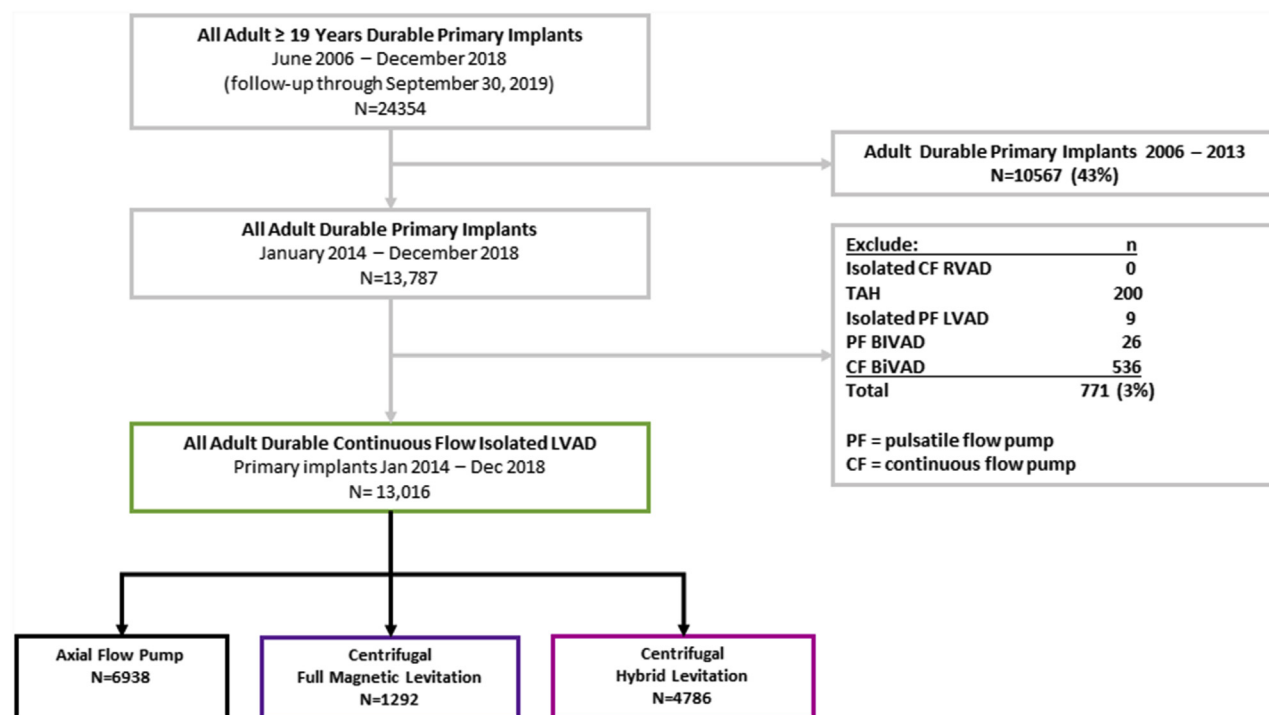 All Adult ≥ 19 Years Durable Primary Implants
June 2006 – December 2018
(follow-up through September 30, 2019)
N=24354
Adult Durable Primary Implants 2006 – 2013
N=10567 (43%)
All Adult Durable Primary Implants
January 2014 – December 2018
N=13,787
Exclude: n
Isolated CF RVAD 0
TAH 200
Isolated PF LVAD 9
PF BIVAD 26
CF BiVAD 536
Total 771 (3%)
PF = pulsatile flow pump
CF = continuous flow pump
All Adult Durable Continuous Flow Isolated LVAD
Primary implants Jan 2014 – Dec 2018
N= 13,016
Axial Flow Pump
N=6938
Centrifugal
Full Magnetic Levitation
N=1292
Centrifugal
Hybrid Levitation
N=4786